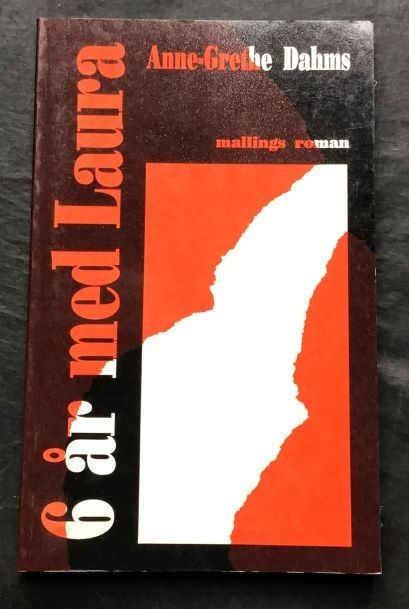 Anne-Grethe Dahms
mallings roman
6 år med Laura